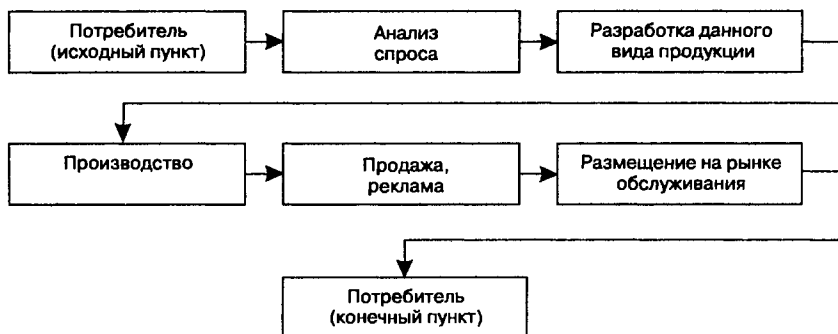 Потребитель
(исходный пункт)
Анализ
спроса
Разработка данного
вида продукции
Производство
Продажа,
реклама
Размещение на рынке
обслуживания
Потребитель
(конечный пункт)